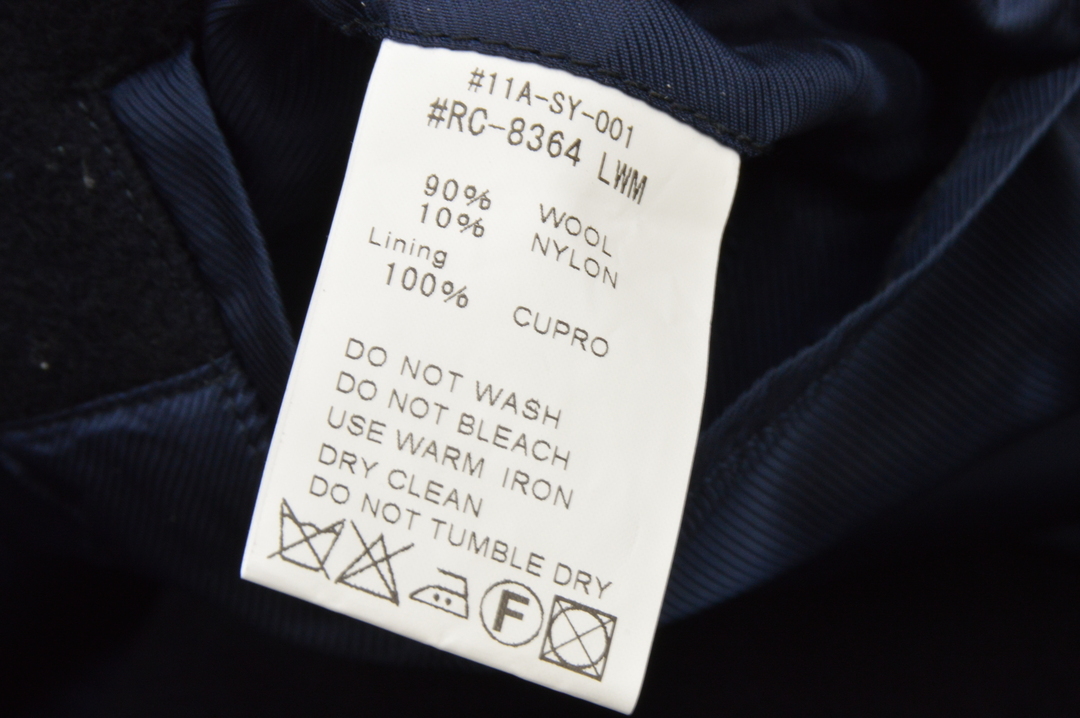 #11A-SY-001
#RC-8364 LWM
90% WOOL
10% NYLON
Lining
100% CUPRO
DO NOT WASH
DO NOT BLEACH
USE WARM IRON
DRY CLEAN
DO NOT TUMBLE DRY
F